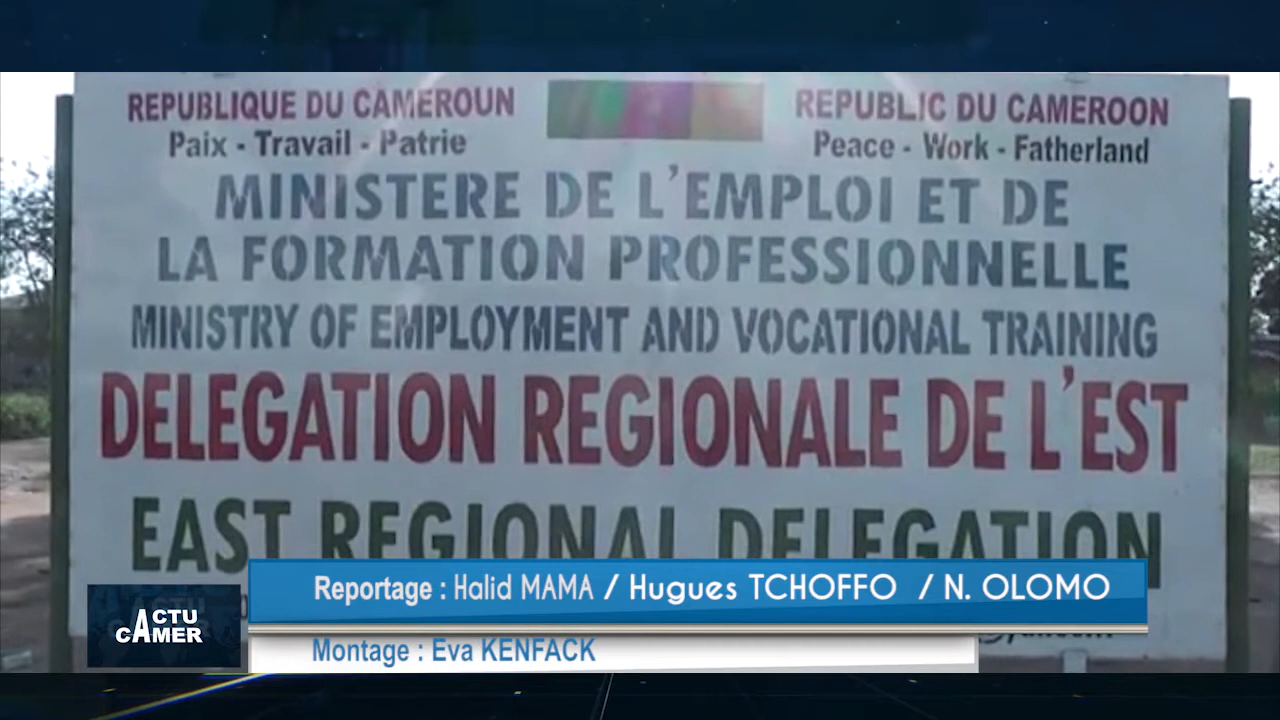 REPUBLIQUE DU CAMEROUN
Paix - Travail - Patrie
REPUBLIC DU CAMEROON
Peace - Work - Fatherland
MINISTERE DE L'EMPLOI ET DE
LA FORMATION PROFESSIONNELLE
MINISTRY OF EMPLOYMENT AND VOCATIONAL TRAINING
DELEGATION REGIONALE DE L'EST
EAST REGIONAL DELEGATION
Reportage : Halid MAMA / Hugues TCHOFFO / N. OLOMO
Montage : Eva KENFACK
ACTU
CAMER